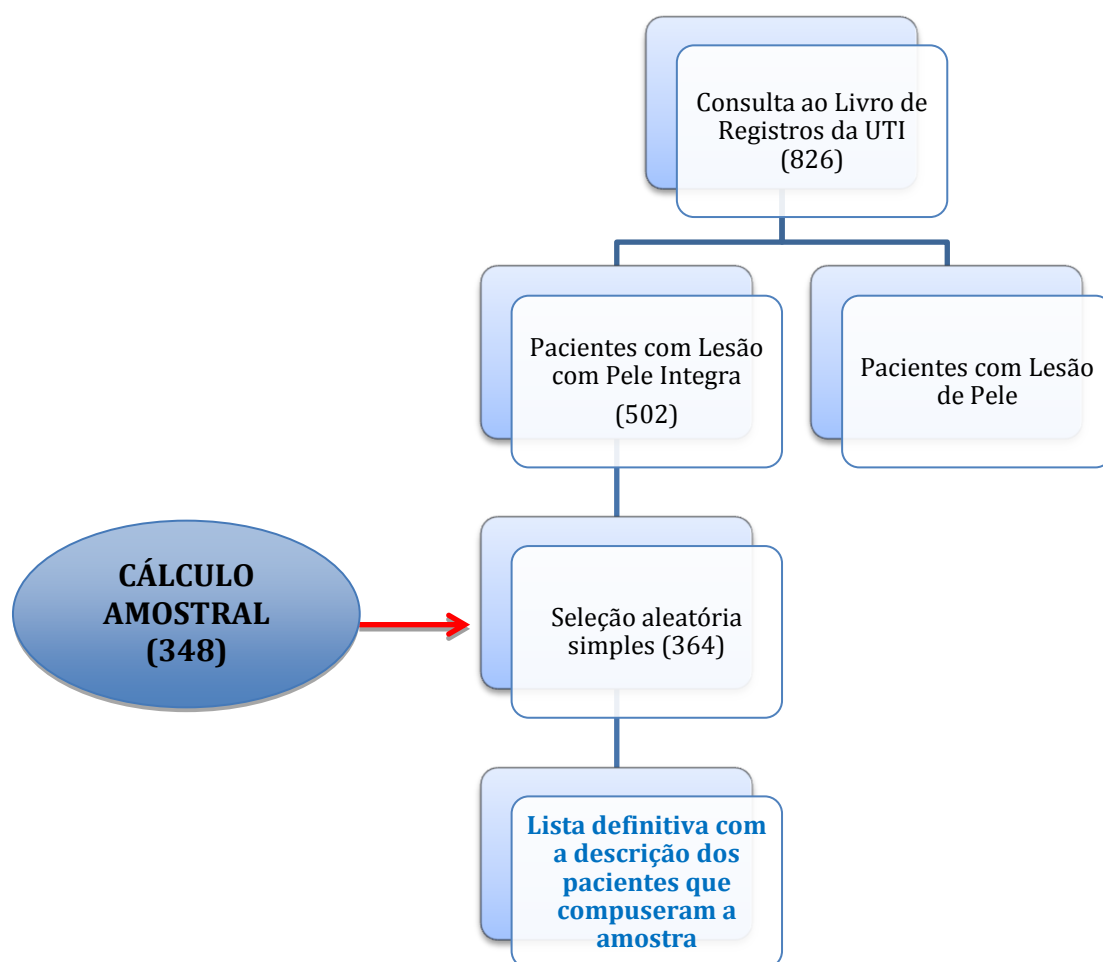 Consulta ao Livro de
Registros da UTI
(826)
Pacientes com Lesão
com Pele Integra
(502)
Pacientes com Lesão
de Pele
CÁLCULO
AMOSTRAL
(348)
Seleção aleatória
simples (364)
Lista definitiva com
a descrição dos
pacientes que
compuseram a
amostra